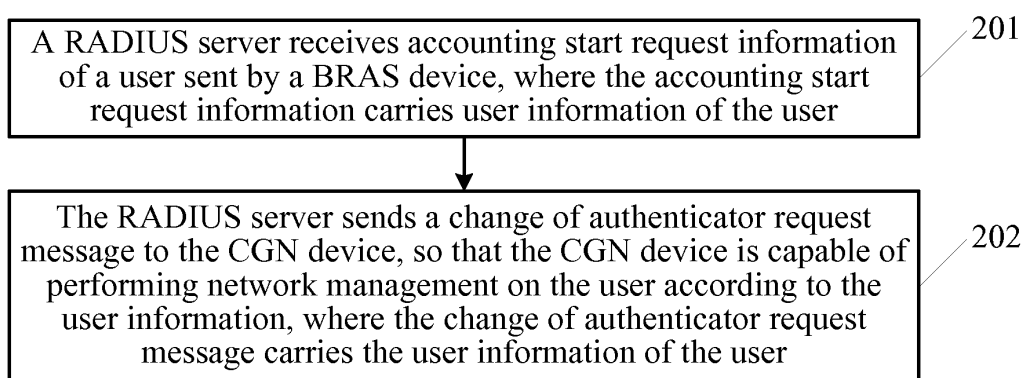 A RADIUS server receives accounting start request information
of a user sent by a BRAS device, where the accounting start
request information carries user information of the user
201
The RADIUS server sends a change of authenticator request
message to the CGN device, so that the CGN device is capable of
performing network management on the user according to the
user information, where the change of authenticator request
message carries the user information of the user
202